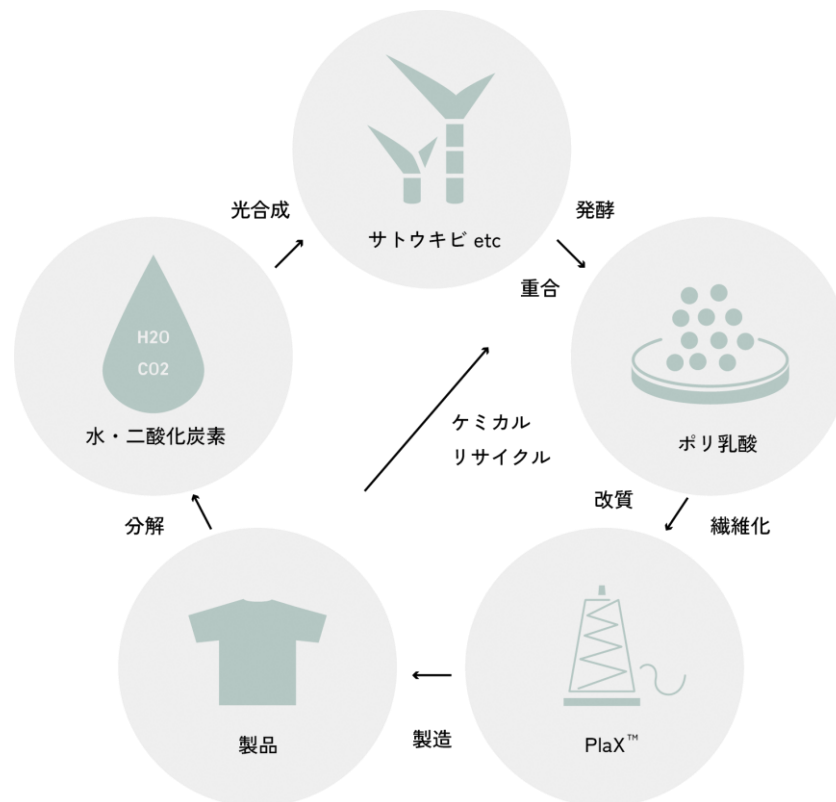 光合成
サトウキビ etc
発酵
重合
H2O
CO2
水・二酸化炭素
ポリ乳酸
ケミカル
リサイクル
改質
繊維化
分解
製品
製造
PlaX™